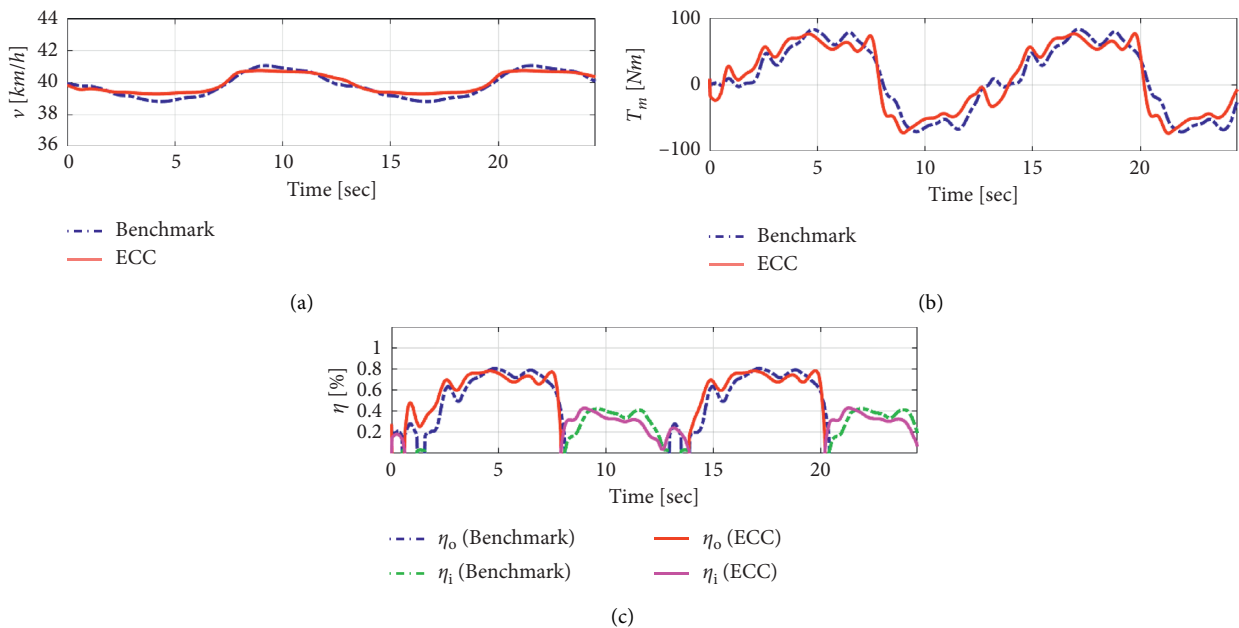 44
42
40
38
36
v [km/h]
0 5 10 15 20
Time [sec]
Benchmark
ECC
(a)
100
0
–100
T_m [Nm]
0 5 10 15 20
Time [sec]
Benchmark
ECC
(b)
1
0.8
0.6
0.4
0.2
η [%]
0 5 10 15 20
Time [sec]
η_o (Benchmark) η_o (ECC)
η_i (Benchmark) η_i (ECC)
(c)